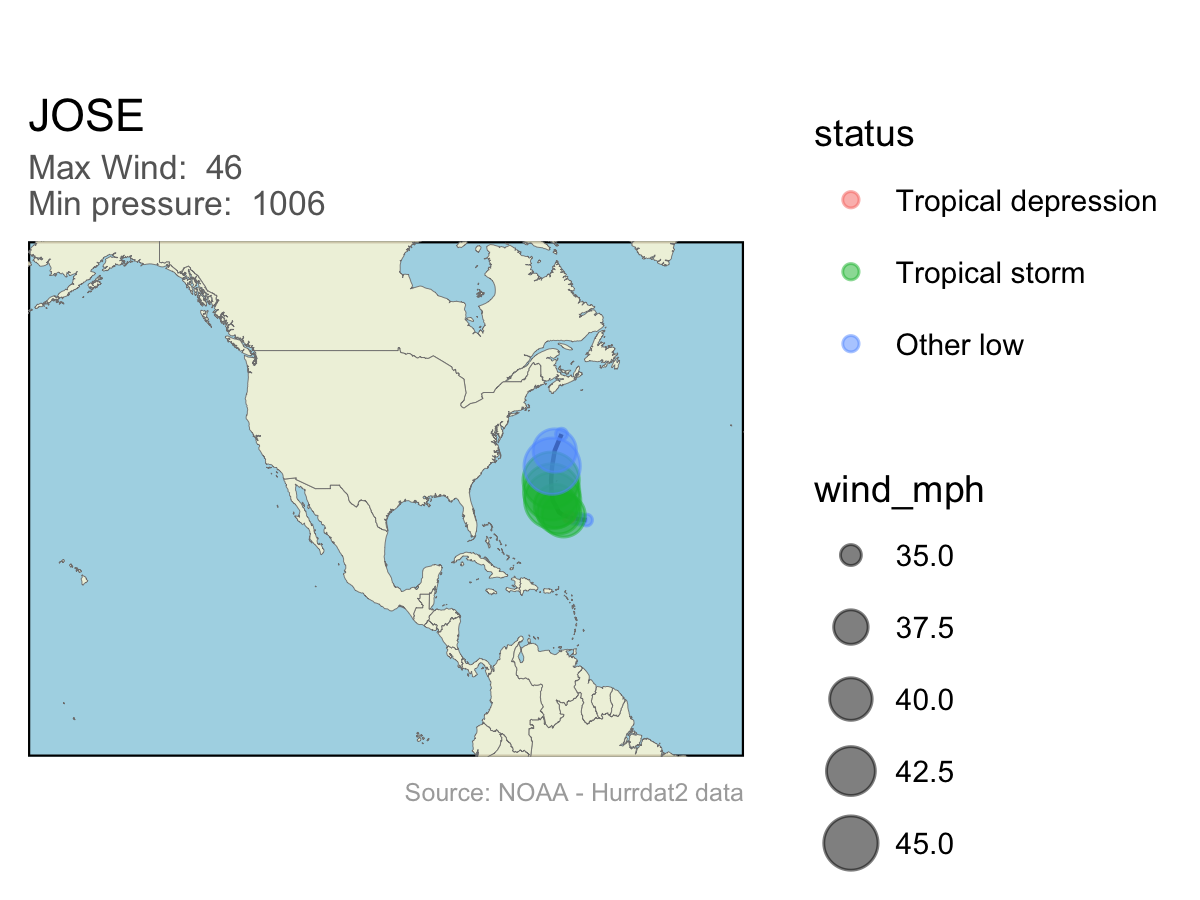 JOSE
Max Wind:  46
Min pressure:  1006
status
Tropical depression
Tropical storm
Other low
wind_mph
35.0
37.5
40.0
42.5
45.0
Source: NOAA - Hurrdat2 data